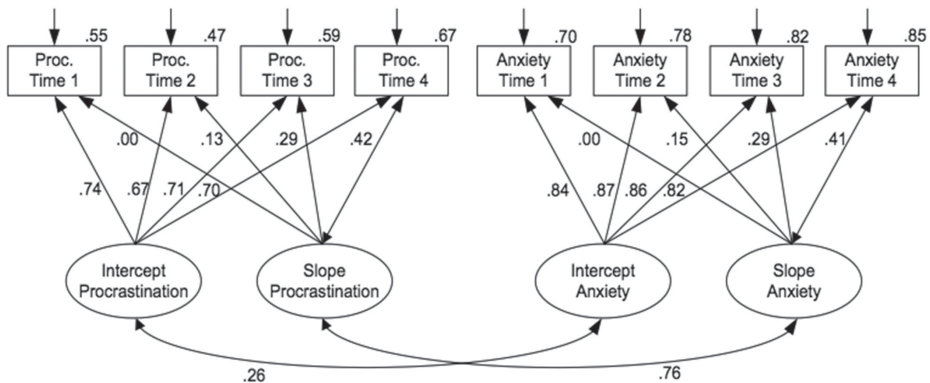 .55 .47 .59 .67 .70 .78 .82 .85
Proc. Proc. Proc. Proc. Anxiety Anxiety Anxiety Anxiety
Time 1 Time 2 Time 3 Time 4 Time 1 Time 2 Time 3 Time 4
.00 .13 .29 .42 .00 .15 .29 .41
.74 .67 .71 .70 .84 .87 .86 .82
Intercept Slope Intercept Slope
Procrastination Procrastination Anxiety Anxiety
.26 .76